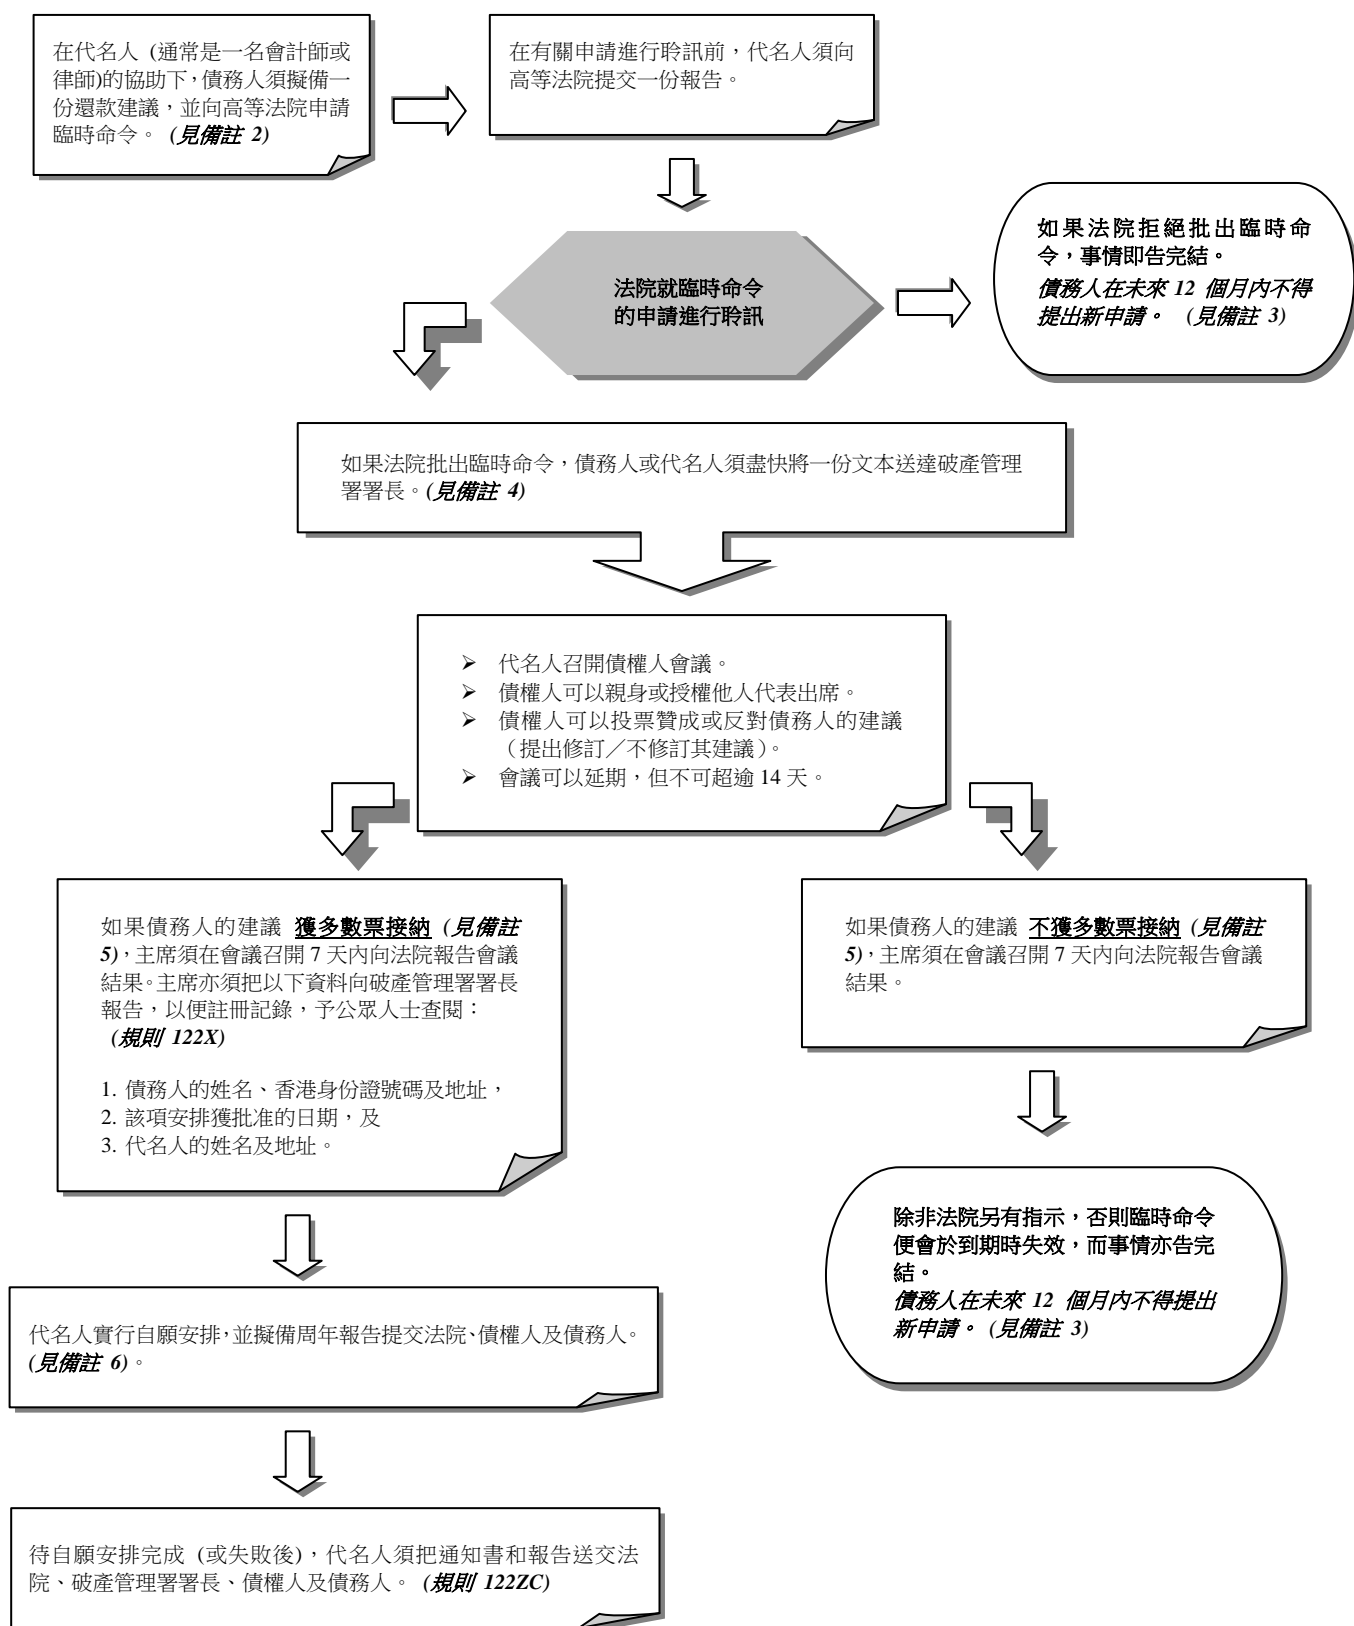 在代名人 (通常是一名會計師或
律師)的協助下,債務人須擬備一
份還款建議，並向高等法院申請
臨時命令。 (見備註 2)
在有關申請進行聆訊前，代名人須向
高等法院提交一份報告。
如果法院拒絕批出臨時命
令，事情即告完結。
債務人在未來 12 個月內不得
提出新申請。 (見備註 3)
法院就臨時命令
的申請進行聆訊
如果法院批出臨時命令，債務人或代名人須盡快將一份文本送達破產管理
署署長。(見備註 4)
➢ 代名人召開債權人會議。
➢ 債權人可以親身或授權他人代表出席。
➢ 債權人可以投票贊成或反對債務人的建議
（提出修訂／不修訂其建議）。
➢ 會議可以延期，但不可超逾 14 天。
如果債務人的建議 獲多數票接納 (見備註
5)，主席須在會議召開 7 天內向法院報告會議
結果。主席亦須把以下資料向破產管理署署長
報告，以便註冊記錄，予公眾人士查閱：
(規則 122X)
1. 債務人的姓名、香港身份證號碼及地址，
2. 該項安排獲批准的日期，及
3. 代名人的姓名及地址。
如果債務人的建議 不獲多數票接納 (見備註
5)，主席須在會議召開 7 天內向法院報告會議
結果。
除非法院另有指示，否則臨時命令
便會於到期時失效，而事情亦告完
結。
債務人在未來 12 個月內不得提出
新申請。 (見備註 3)
代名人實行自願安排，並擬備周年報告提交法院、債權人及債務人。
(見備註 6)。
待自願安排完成 (或失敗後)，代名人須把通知書和報告送交法
院、破產管理署署長、債權人及債務人。 (規則 122ZC)